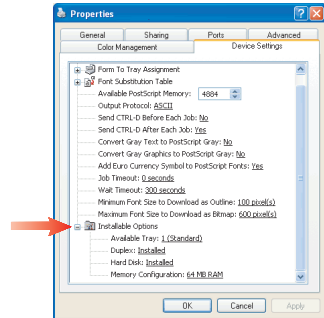 Properties
General Sharing Ports Advanced
Color Management Device Settings
Form To Tray Assignment
Font Substitution Table
Available PostScript Memory: 4884
Output Protocol: ASCII
Send CTRL-D Before Each Job: No
Send CTRL-D After Each Job: Yes
Convert Gray Text to PostScript Gray: No
Convert Gray Graphics to PostScript Gray: No
Add Euro Currency Symbol to PostScript Fonts: Yes
Job Timeout: 0 seconds
Wait Timeout: 300 seconds
Minimum Font Size to Download as Outline: 100 pixel(s)
Maximum Font Size to Download as Bitmap: 600 pixel(s)
Installable Options
Available Tray: 1 (Standard)
Duplex: Installed
Hard Disk: Installed
Memory Configuration: 64 MB RAM
OK Cancel Apply